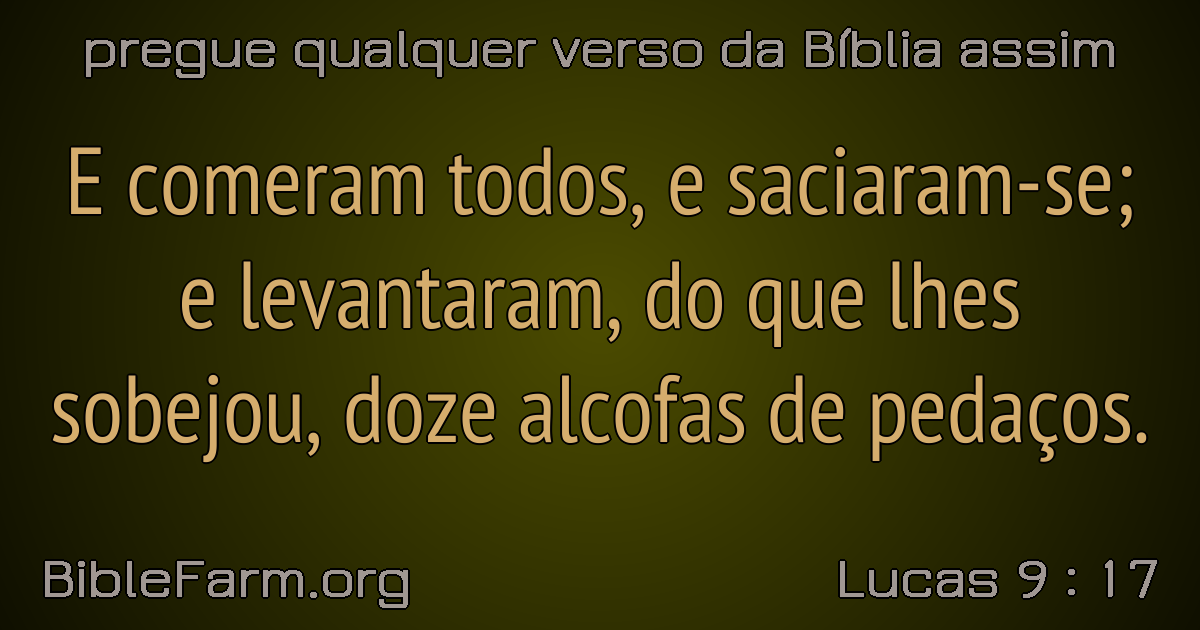 pregue qualquer verso da Bíblia assim
E comeram todos, e saciaram-se;
e levantaram, do que lhes
sobejou, doze alcofas de pedaços.
BibleFarm.org
Lucas 9 : 17